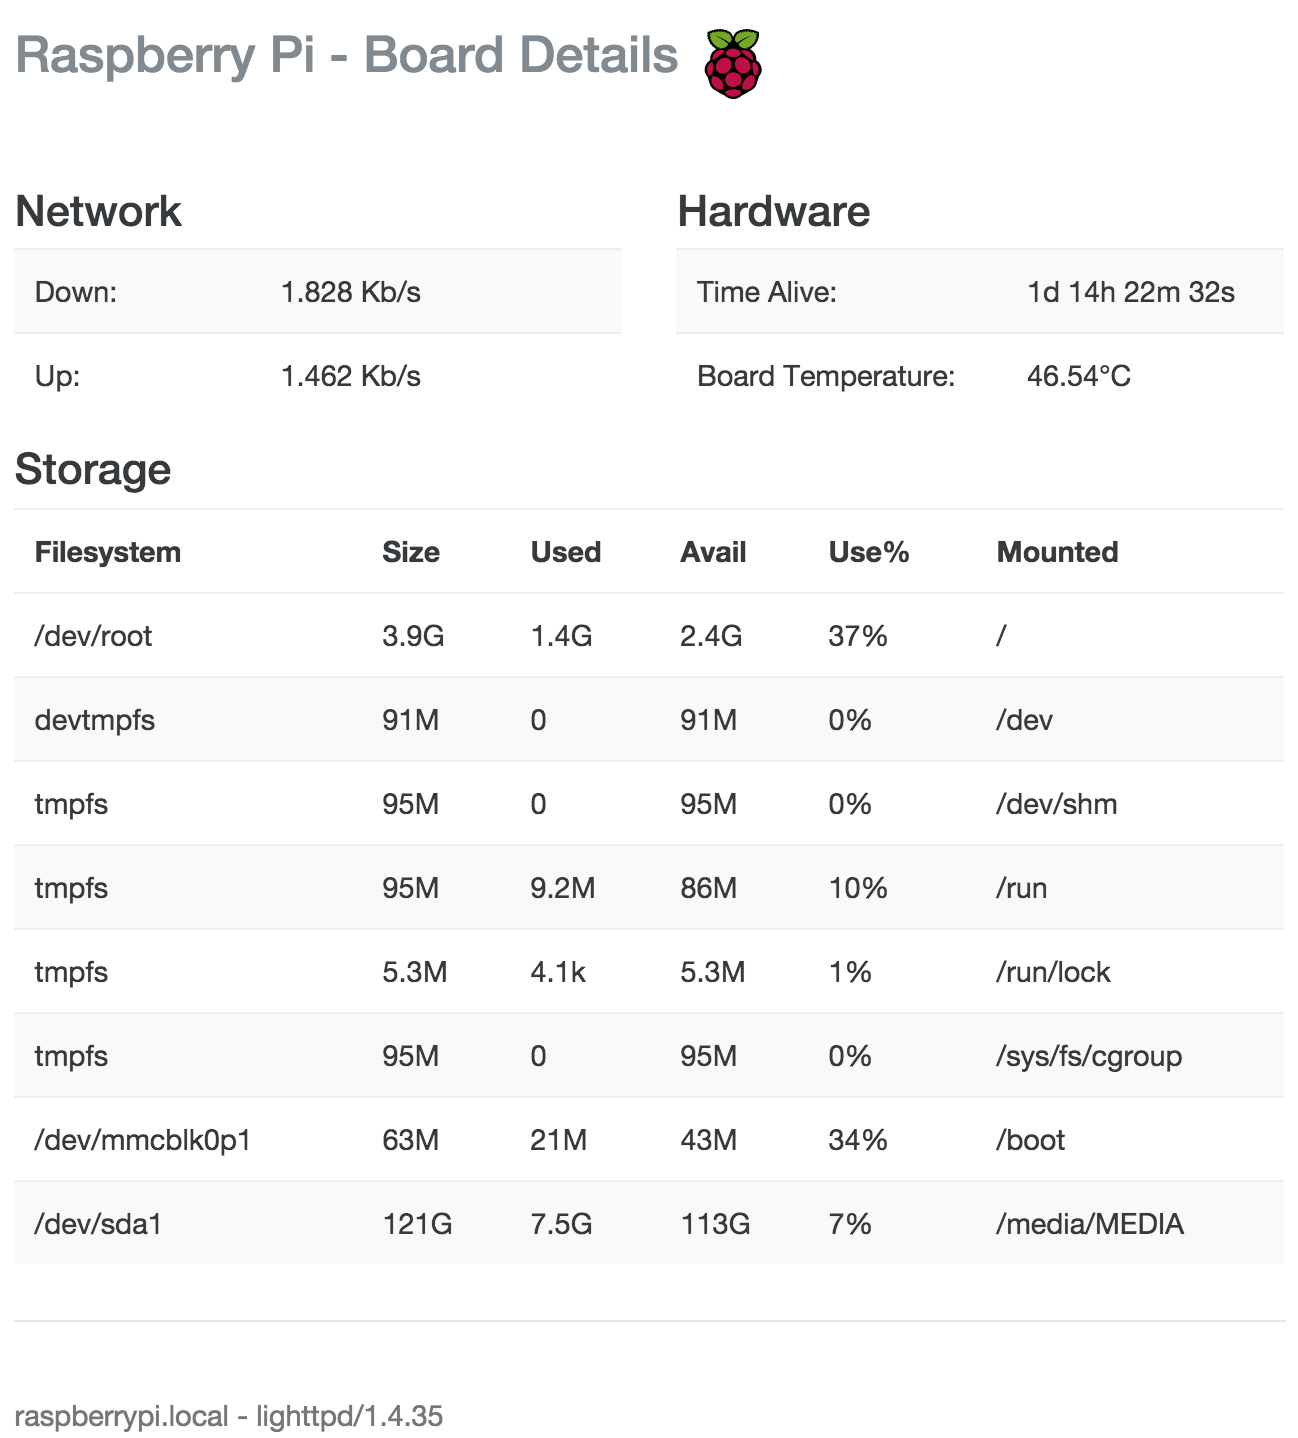 Raspberry Pi - Board Details
Network
Down: 1.828 Kb/s
Up: 1.462 Kb/s
Hardware
Time Alive: 1d 14h 22m 32s
Board Temperature: 46.54°C
Storage
Filesystem Size Used Avail Use% Mounted
/dev/root 3.9G 1.4G 2.4G 37% /
devtmpfs 91M 0 91M 0% /dev
tmpfs 95M 0 95M 0% /dev/shm
tmpfs 95M 9.2M 86M 10% /run
tmpfs 5.3M 4.1k 5.3M 1% /run/lock
tmpfs 95M 0 95M 0% /sys/fs/cgroup
/dev/mmcblk0p1 63M 21M 43M 34% /boot
/dev/sda1 121G 7.5G 113G 7% /media/MEDIA
raspberrypi.local - lighttpd/1.4.35